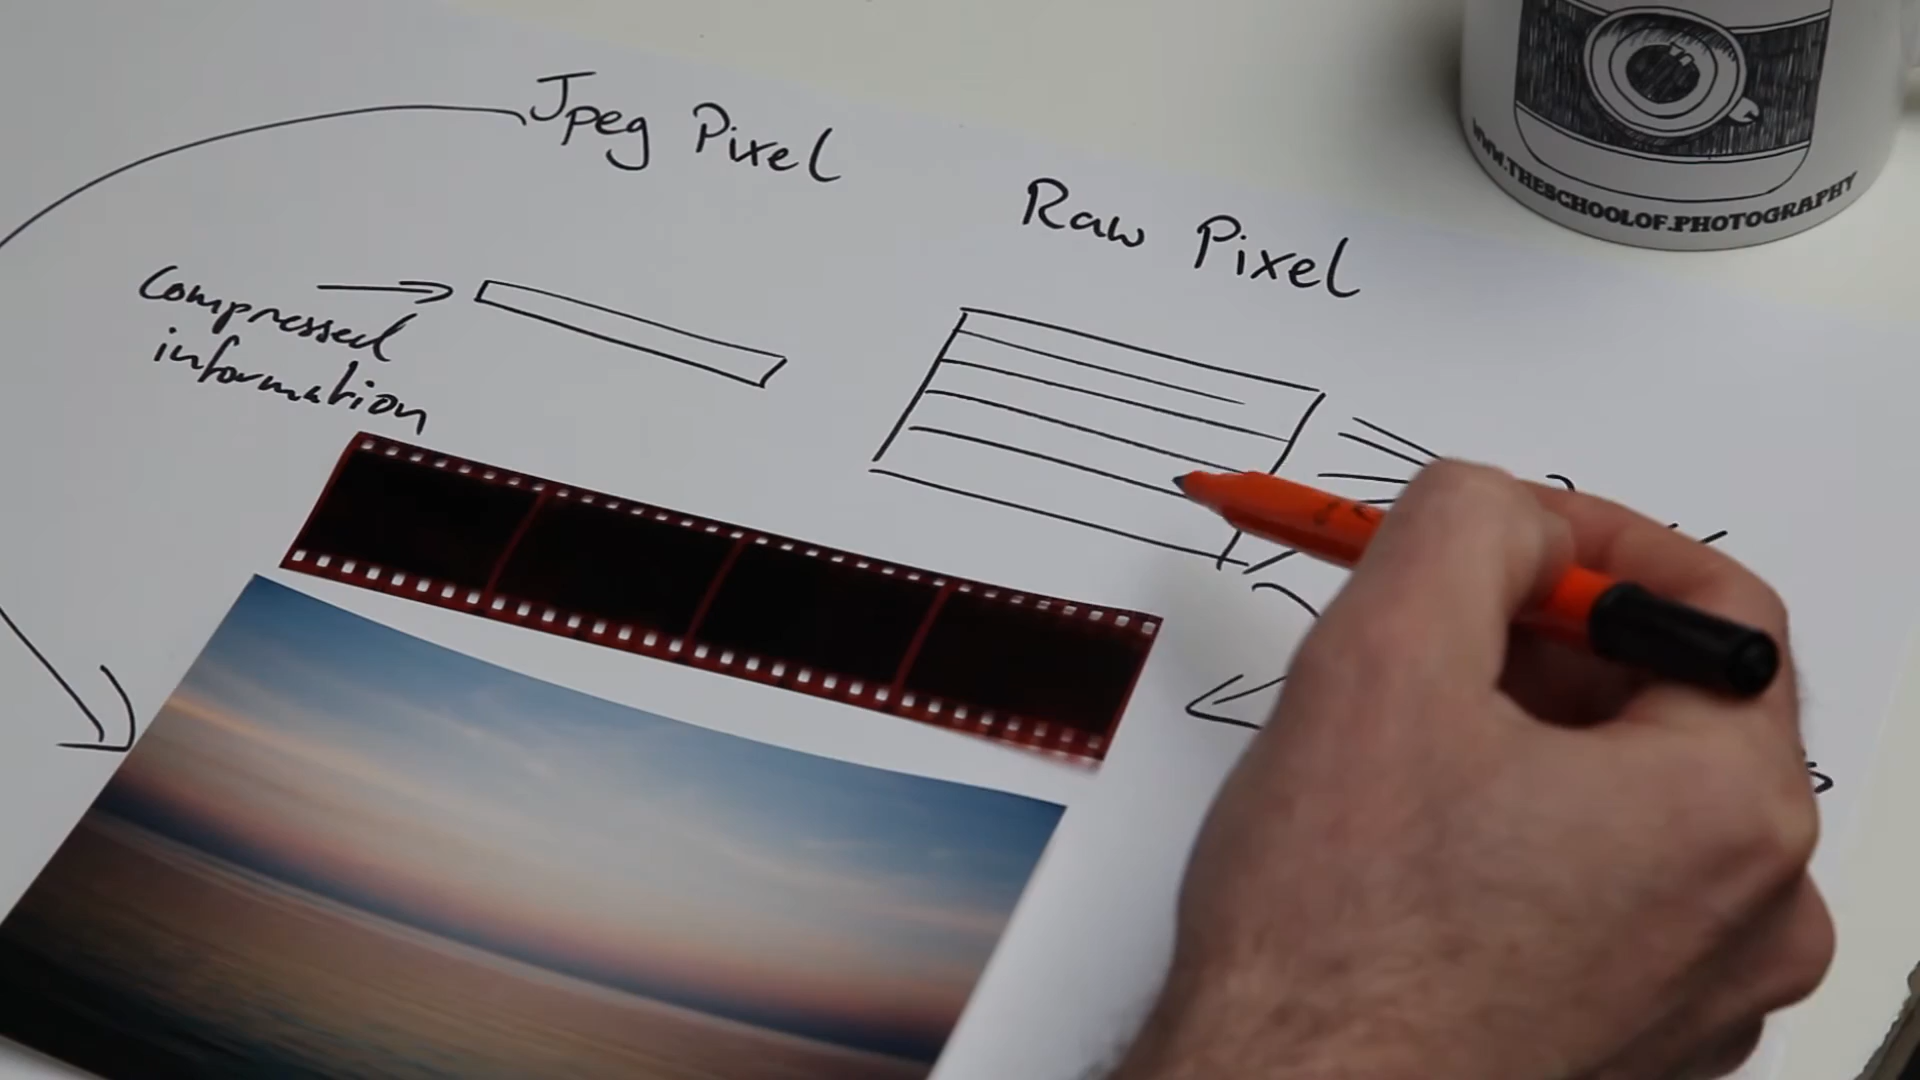 Jpeg Pixel
Raw Pixel
Compressed
information
WWW.THESCHOOLOF.PHOTOGRAPHY